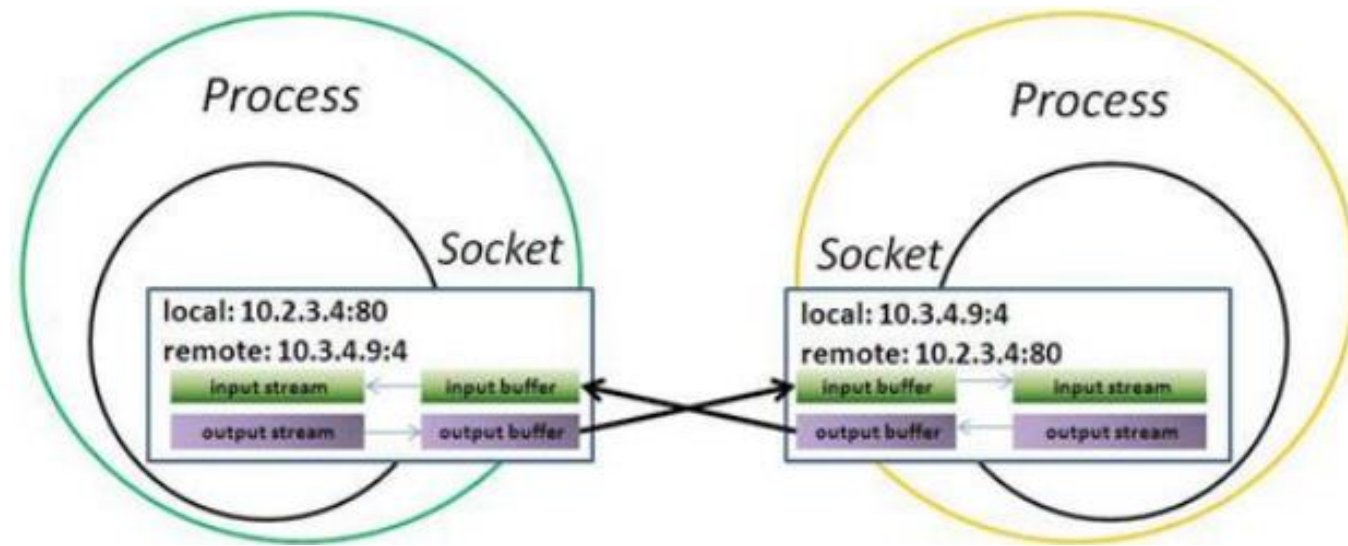 Process
Socket
local: 10.2.3.4:80
remote: 10.3.4.9:4
input stream input buffer
output stream output buffer
Process
Socket
local: 10.3.4.9:4
remote: 10.2.3.4:80
input buffer input stream
output buffer output stream